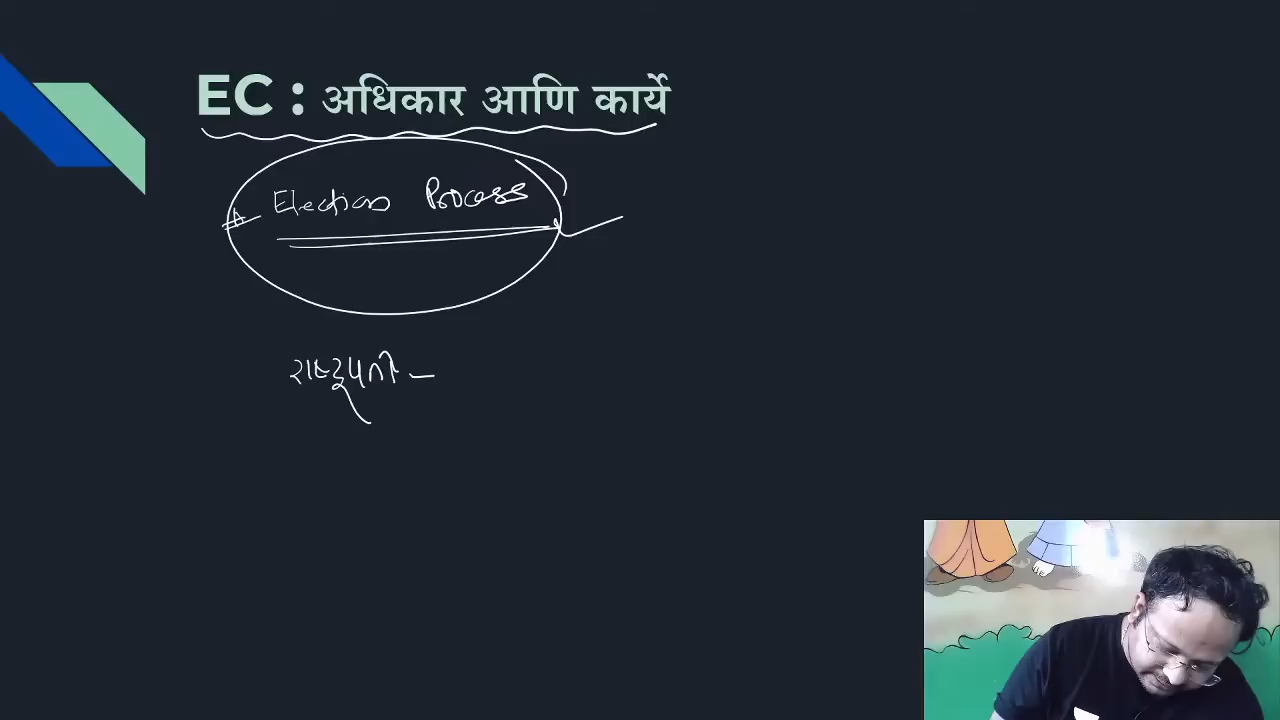 EC : अधिकार आणि कार्ये
Election Process
राष्ट्रपती –